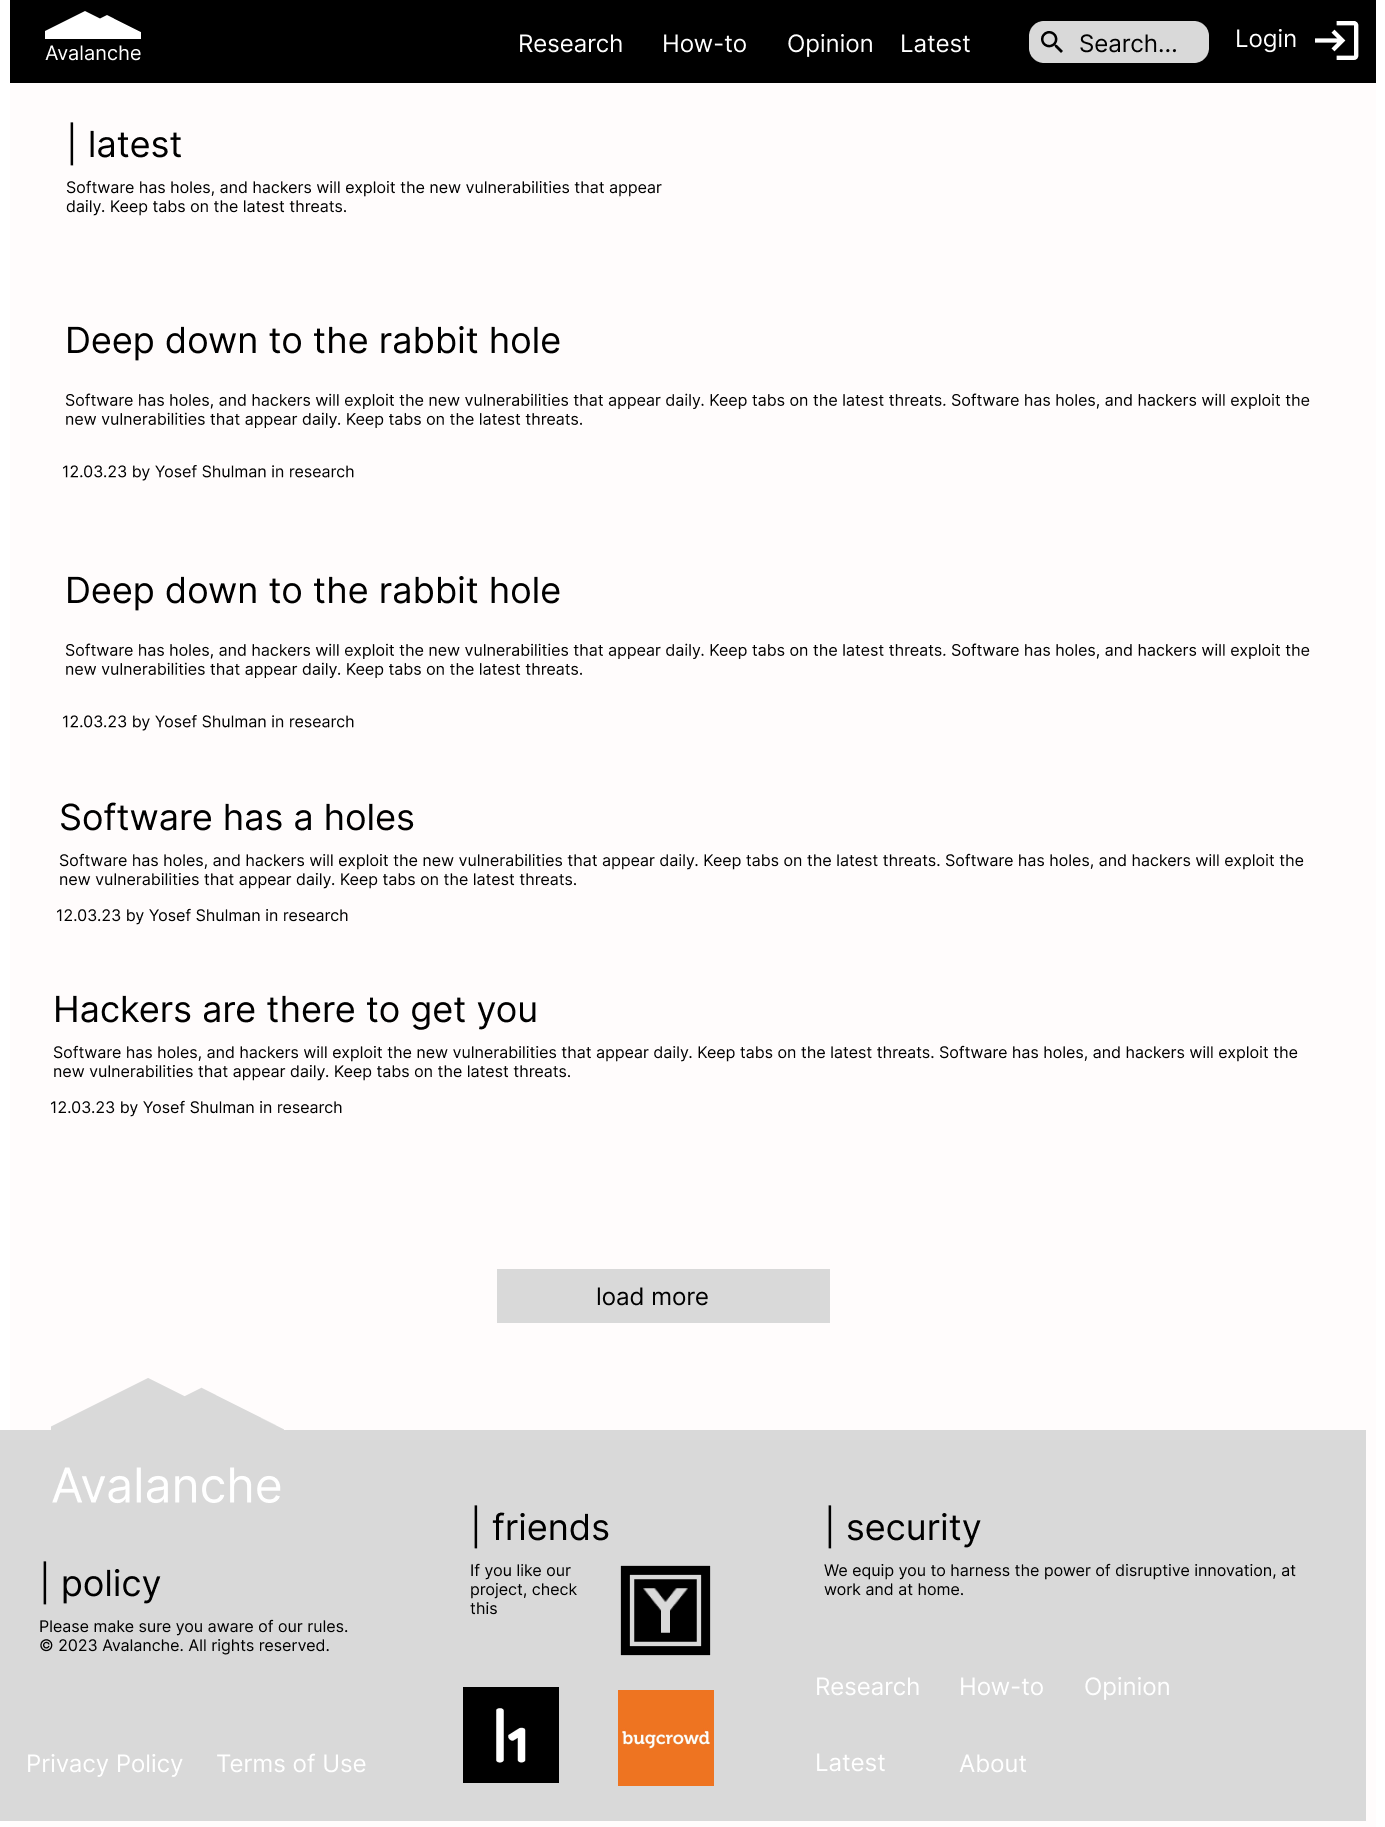 Avalanche
Research How-to Opinion Latest
Search...
Login
| latest
Software has holes, and hackers will exploit the new vulnerabilities that appear
daily. Keep tabs on the latest threats.
Deep down to the rabbit hole
Software has holes, and hackers will exploit the new vulnerabilities that appear daily. Keep tabs on the latest threats. Software has holes, and hackers will exploit the
new vulnerabilities that appear daily. Keep tabs on the latest threats.
12.03.23 by Yosef Shulman in research
Deep down to the rabbit hole
Software has holes, and hackers will exploit the new vulnerabilities that appear daily. Keep tabs on the latest threats. Software has holes, and hackers will exploit the
new vulnerabilities that appear daily. Keep tabs on the latest threats.
12.03.23 by Yosef Shulman in research
Software has a holes
Software has holes, and hackers will exploit the new vulnerabilities that appear daily. Keep tabs on the latest threats. Software has holes, and hackers will exploit the
new vulnerabilities that appear daily. Keep tabs on the latest threats.
12.03.23 by Yosef Shulman in research
Hackers are there to get you
Software has holes, and hackers will exploit the new vulnerabilities that appear daily. Keep tabs on the latest threats. Software has holes, and hackers will exploit the
new vulnerabilities that appear daily. Keep tabs on the latest threats.
12.03.23 by Yosef Shulman in research
load more
Avalanche
| policy
Please make sure you aware of our rules.
© 2023 Avalanche. All rights reserved.
Privacy Policy Terms of Use
| friends
If you like our
project, check
this
Y
h1
bugcrowd
| security
We equip you to harness the power of disruptive innovation, at
work and at home.
Research How-to Opinion
Latest About